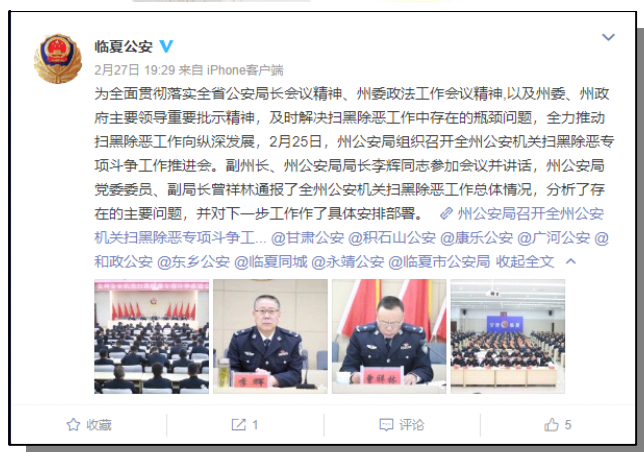 临夏公安
2月27日 19:29 来自 iPhone客户端
为全面贯彻落实全省公安局长会议精神、州委政法工作会议精神,以及州委、州政
府主要领导重要批示精神，及时解决扫黑除恶工作中存在的瓶颈问题，全力推动
扫黑除恶工作向纵深发展，2月25日，州公安局组织召开全州公安机关扫黑除恶专
项斗争工作推进会。副州长、州公安局局长李辉同志参加会议并讲话，州公安局
党委委员、副局长曾祥林通报了全州公安机关扫黑除恶工作总体情况，分析了存
在的主要问题，并对下一步工作作了具体安排部署。 州公安局召开全州公安
机关扫黑除恶专项斗争工... @甘肃公安 @积石山公安 @康乐公安 @广河公安 @
和政公安 @东乡公安 @临夏同城 @永靖公安 @临夏市公安局 收起全文
李辉
曾祥林
收藏
1
评论
5